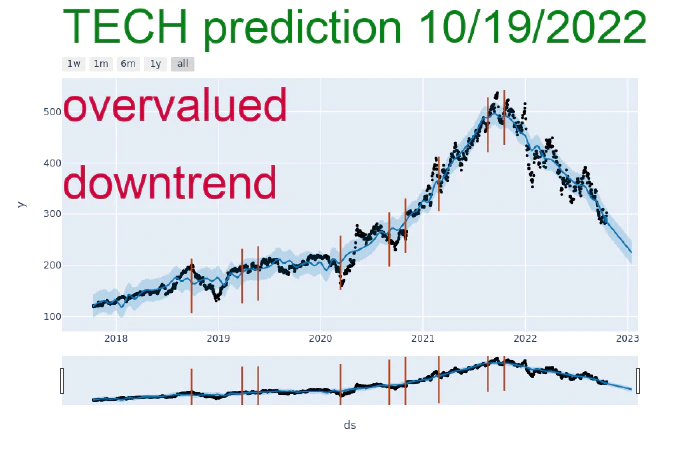 TECH prediction 10/19/2022
1w 1m 6m 1y all
overvalued
downtrend
500
400
300
200
100
y
2018 2019 2020 2021 2022 2023
ds